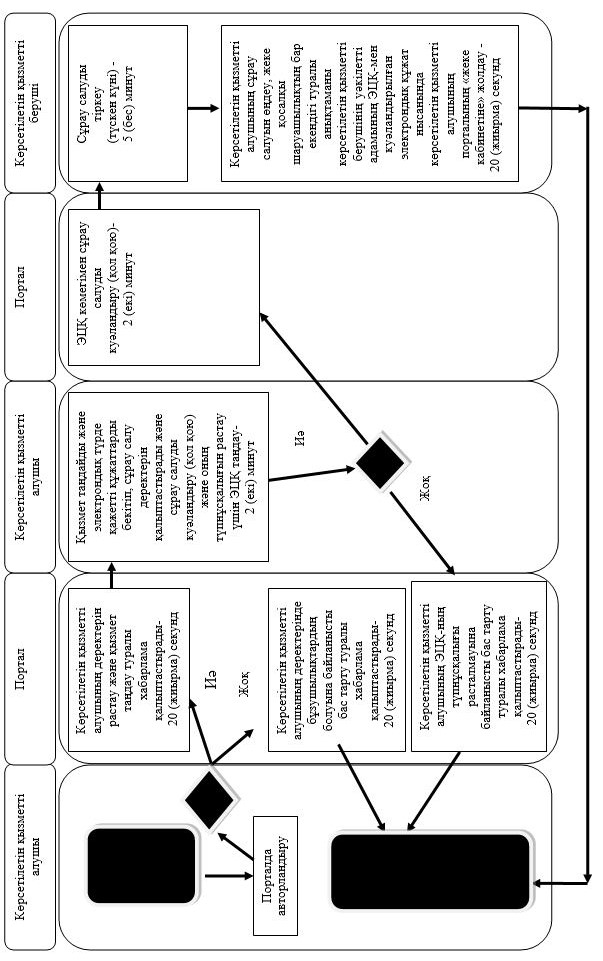 Көрсетілетін қызметті
алушы
Портал
Көрсетілетін қызметті
алушы
Портал
Көрсетілетін қызметті
беруші
Порталда
авторландыру
Көрсетілетін қызметті
алушының деректерін
растау және қызмет
таңдау туралы
хабарлама
қалыптастырады-
20 (жиырма) секунд
Иә
Жоқ
Көрсетілетін қызметті
алушының деректерінде
бұзушылықтардың
болуына байланысты
бас тарту туралы
хабарлама
қалыптастырады-
20 (жиырма) секунд
Көрсетілетін қызметті
алушының ЭЦҚ-ның
түпнұсқалығы
расталмауына
байланысты бас тарту
туралы хабарлама
қалыптастырады-
20 (жиырма) секунд
Қызмет таңдайды және
электрондық түрде
қажетті құжаттарды
бекітіп, сұрау салу
деректерін
қалыптастырады және
сұрау салуды
куәландыру (қол қою)
және оның
түпнұсқалығын растау
үшін ЭЦҚ таңдау-
2 (екі) минут
Иә
Жоқ
ЭЦҚ көмегімен сұрау
салуды
куәландыру (қол қою)-
2 (екі) минут
Сұрау салуды
тіркеу
(түскен күні) -
5 (бес) минут
Көрсетілетін қызметті
алушының сұрау
салуын өңдеу, жеке
қосалқы
шаруашылықтың бар
екендігі туралы
анықтаманы
көрсетілетін қызметті
берушінің уәкілетті
адамының ЭЦҚ-мен
куәландырылған
электрондық құжат
нысанында
көрсетілетін қызметті
алушының
порталының «жеке
кабинетіне» жолдау -
20 (жиырма) секунд